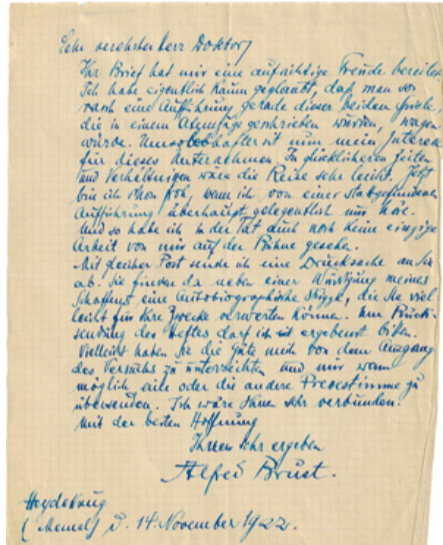 Sehr verehrter Herr Doktor,
Ihr Brief hat mir eine aufrichtige Freude bereitet.
Ich habe eigentlich kaum geglaubt, daß man so
rasch eine Aufführung gerade dieser beiden Spiele,
die in einem Atemzuge geschrieben wurden, wagen
würde. Umso lebhafter ist nun mein Interesse
für dieses Unternehmen. In glücklicheren Zeiten
und Verhältnissen wäre die Reise sehr leicht. Jetzt
bin ich schon froh, wenn ich von einer stattgefundenen
Aufführung überhaupt gelegentlich nur höre.
Und so habe ich in der Tat auch noch keine einzige
Arbeit von mir auf der Bühne gesehen.
Mit gleicher Post sende ich eine Drucksache an Sie
ab. Sie finden da neben einer Würdigung meines
Schaffens eine Autobiographische Skizze, die Sie viel
leicht für Ihre Zwecke verwerten können. Um Rück-
sendung des Heftes darf ich ergebenst bitten.
Vielleicht haben Sie die Güte mich von dem Ausgang
des Versuchs zu unterrichten und mir wenn
möglich eine oder die andere Pressestimme zu
übersenden. Ich wäre Ihnen sehr verbunden.
Mit der besten Hoffnung
Ihnen sehr ergeben
Alfred Brust.
Heydekrug
(Memel) d. 14. November 1922.